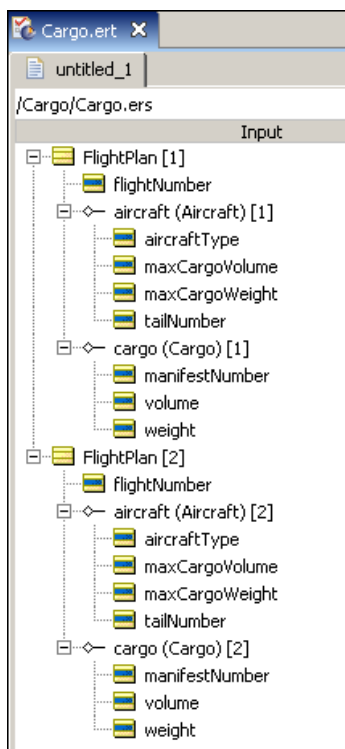 Cargo.ert
untitled_1
/Cargo/Cargo.ers
Input
FlightPlan [1]
flightNumber
aircraft (Aircraft) [1]
aircraftType
maxCargoVolume
maxCargoWeight
tailNumber
cargo (Cargo) [1]
manifestNumber
volume
weight
FlightPlan [2]
flightNumber
aircraft (Aircraft) [2]
aircraftType
maxCargoVolume
maxCargoWeight
tailNumber
cargo (Cargo) [2]
manifestNumber
volume
weight